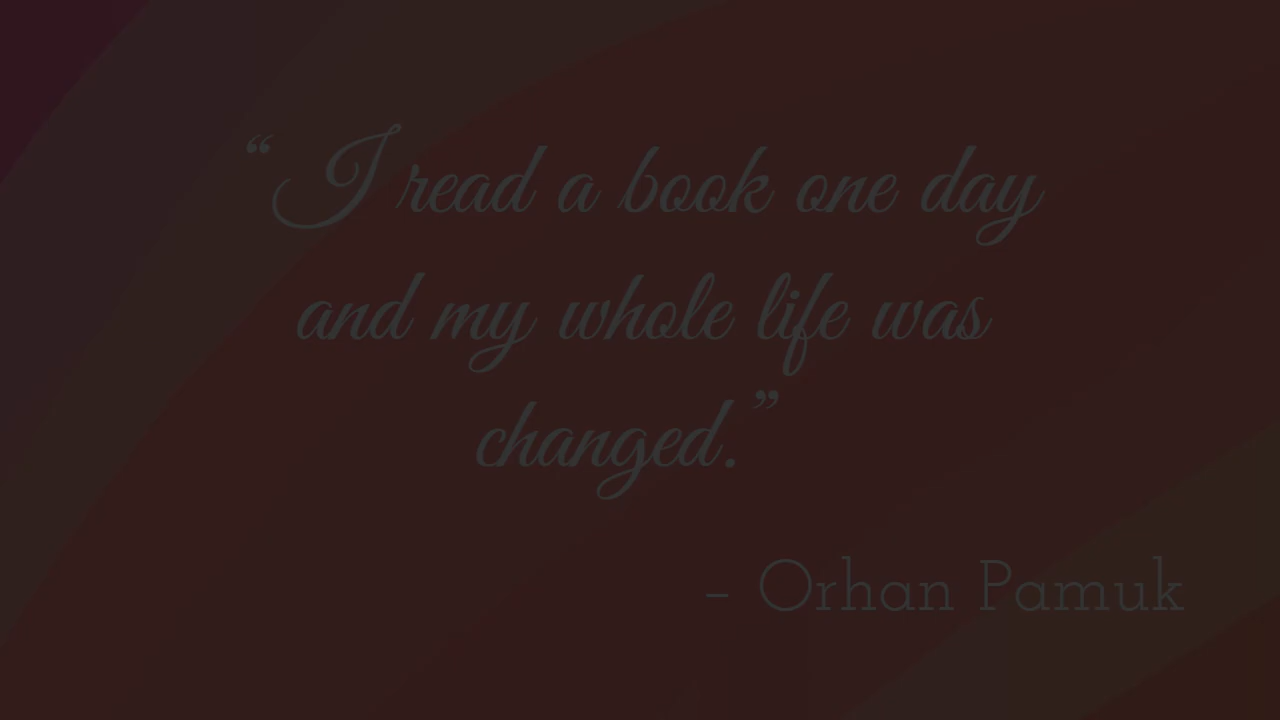 “I read a book one day
and my whole life was
changed.”
– Orhan Pamuk